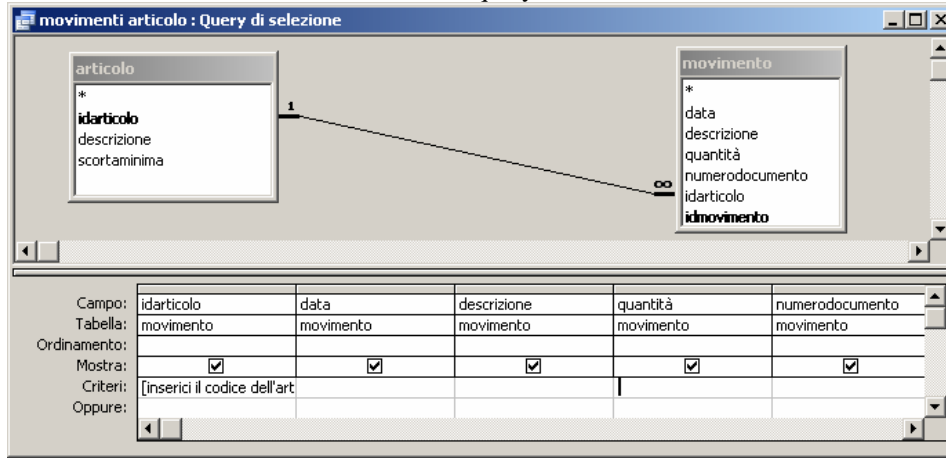 movimenti articolo : Query di selezione
articolo
*
idarticolo
descrizione
scortaminima
1
∞
movimento
*
data
descrizione
quantità
numerodocumento
idarticolo
idmovimento
Campo: idarticolo data descrizione quantità numerodocumento
Tabella: movimento movimento movimento movimento movimento
Ordinamento:
Mostra:
Criteri: [inserici il codice dell'art
Oppure: